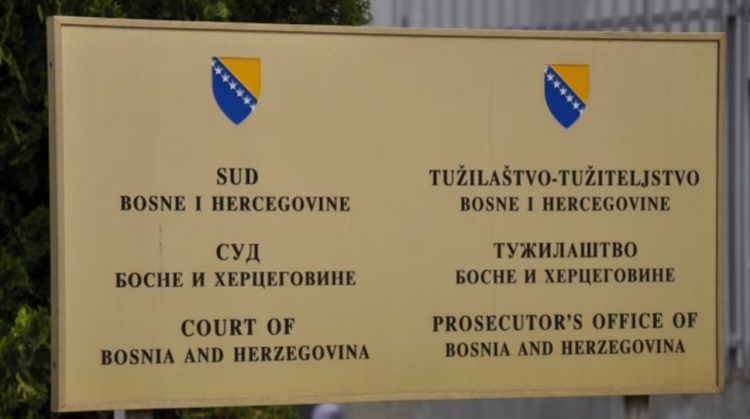 SUD
BOSNE I HERCEGOVINE
СУД
БОСНЕ И ХЕРЦЕГОВИНЕ
COURT OF
BOSNIA AND HERZEGOVINA
TUŽILAŠTVO-TUŽITELJSTVO
BOSNE I HERCEGOVINE
ТУЖИЛАШТВО
БОСНЕ И ХЕРЦЕГОВИНЕ
PROSECUTOR'S OFFICE OF
BOSNIA AND HERZEGOVINA